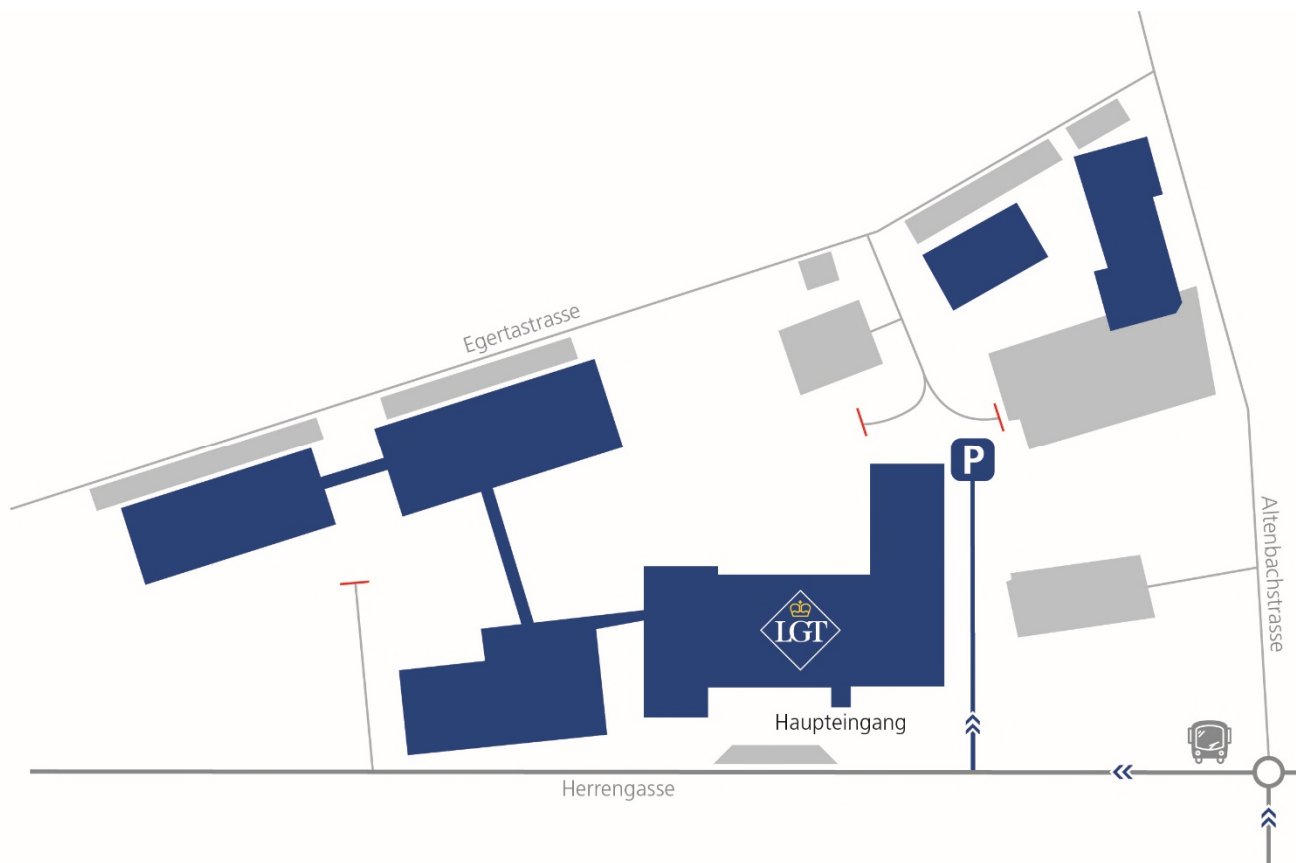 Egertastrasse
P
Altenbachstrasse
LGT
Haupteingang
Herrengasse